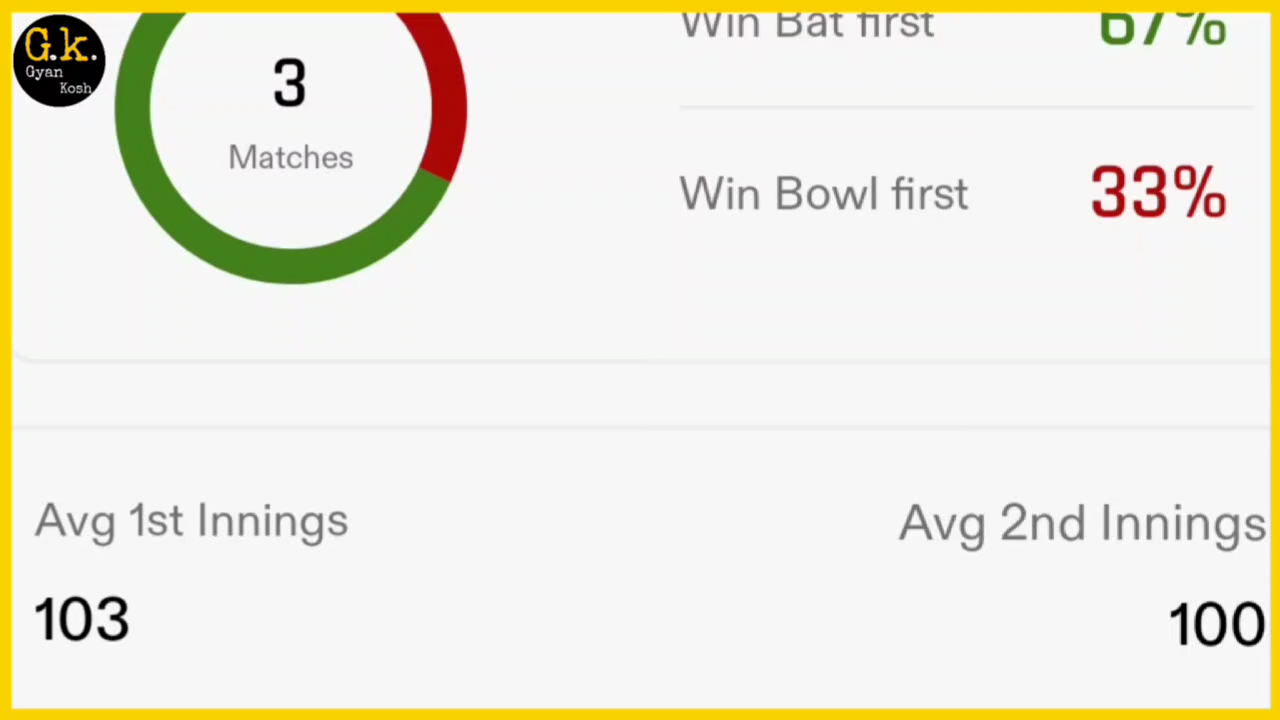 G.k.
Gyan
Kosh
3
Matches
Win Bat first 67%
Win Bowl first 33%
Avg 1st Innings Avg 2nd Innings
103 100